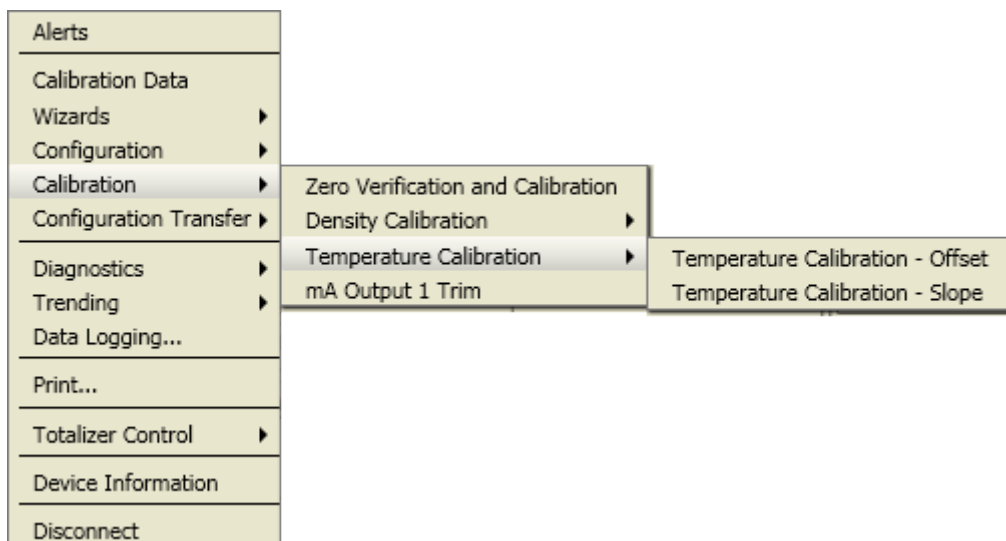 Alerts
Calibration Data
Wizards
Configuration
Calibration
Configuration Transfer
Diagnostics
Trending
Data Logging...
Print...
Totalizer Control
Device Information
Disconnect
Zero Verification and Calibration
Density Calibration
Temperature Calibration
mA Output 1 Trim
Temperature Calibration - Offset
Temperature Calibration - Slope